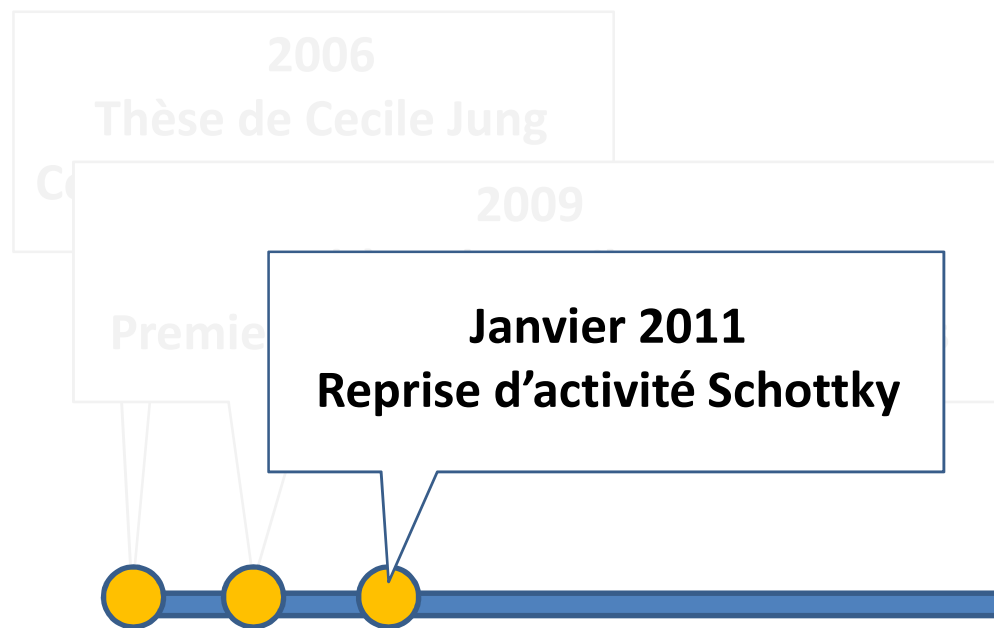 2006
Thèse de Cecile Jung
2009
Janvier 2011
Reprise d’activité Schottky